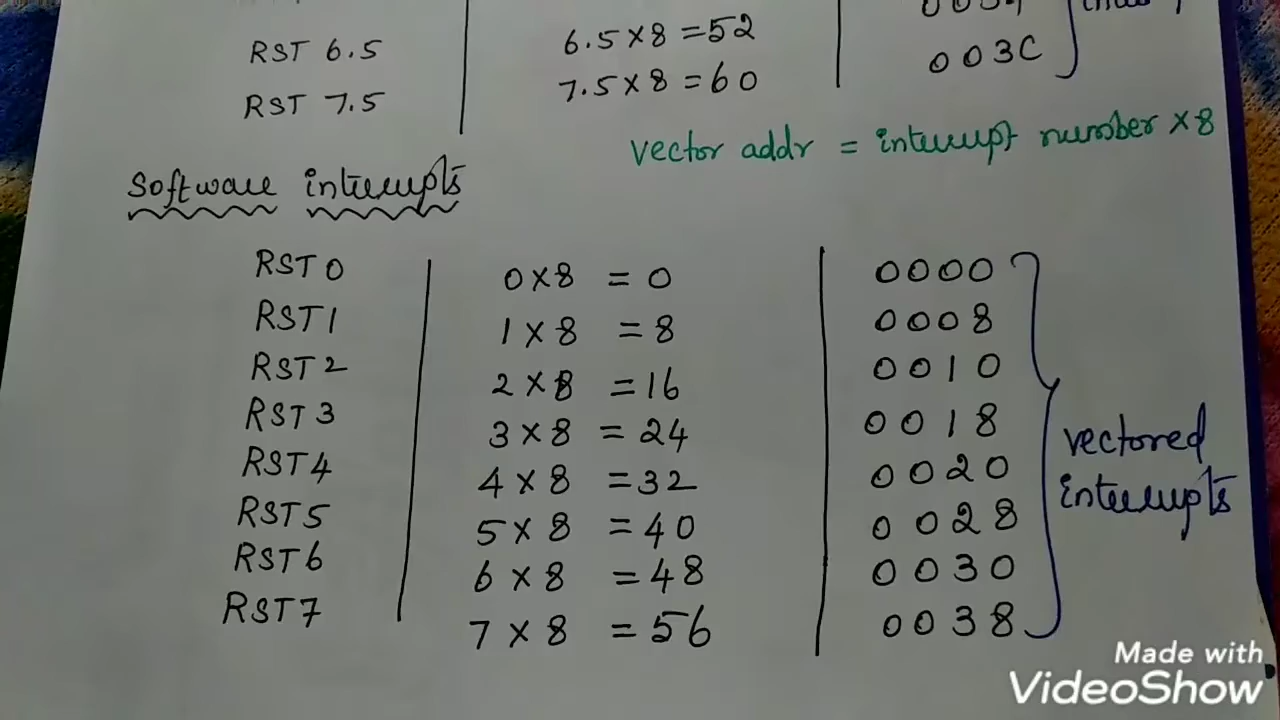 RST 6.5 6.5×8 =52
RST 7.5 7.5×8 =60 003C
vector addr = interrupt number ×8
Software interrupts
RST 0 0×8 = 0 0000
RST1 1×8 =8 0008
RST2 2×8 =16 0010
RST3 3×8 = 24 0018
RST4 4×8 =32 0020
RST5 5×8 =40 0028
RST6 6×8 =48 0030
RST7 7×8 =56 0038
vectored
interrupts
Made with
VideoShow